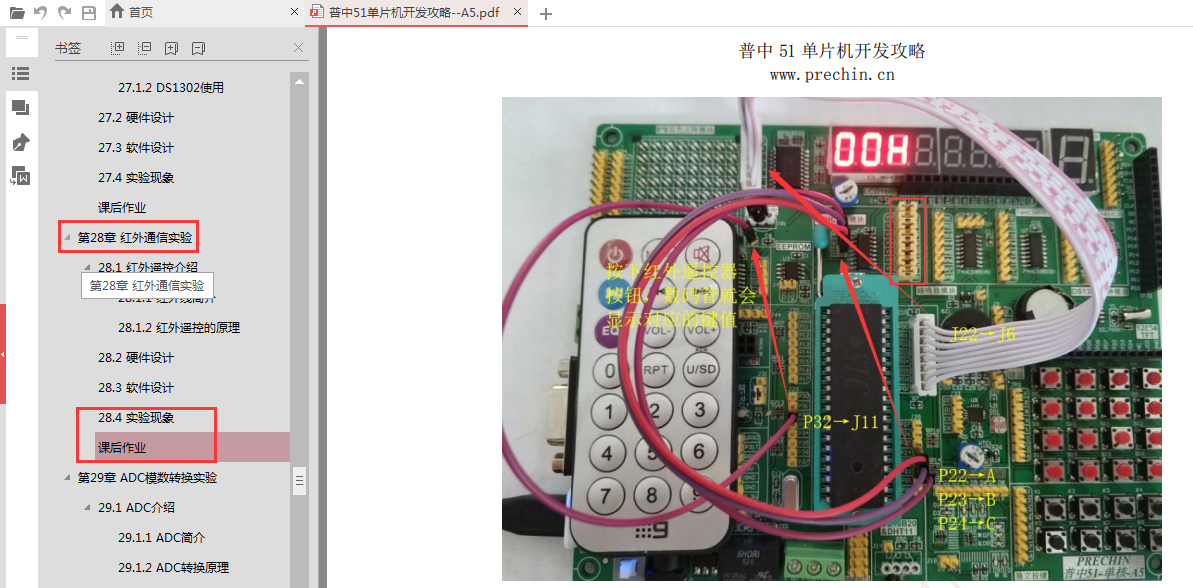 首页
普中51单片机开发攻略--A5.pdf
书签
27.1.2 DS1302使用
27.2 硬件设计
27.3 软件设计
27.4 实验现象
课后作业
第28章 红外通信实验
28.1 红外遥控介绍
第28章 红外通信实验
28.1.2 红外遥控的原理
28.2 硬件设计
28.3 软件设计
28.4 实验现象
课后作业
第29章 ADC模数转换实验
29.1 ADC介绍
29.1.1 ADC简介
29.1.2 ADC转换原理
普中 51 单片机开发攻略
www.prechin.cn
00H
EEPROM
按下红外遥控器
按钮，数码管就会
显示对应的键值
EQ
VOL-
VOL+
0
RPT
U/SD
1
2
3
4
5
6
7
8
9
J22→J6
P32→J11
P22→A
P23→B
P24→C
DHT11
PRECHIN
普中51-单核-A5